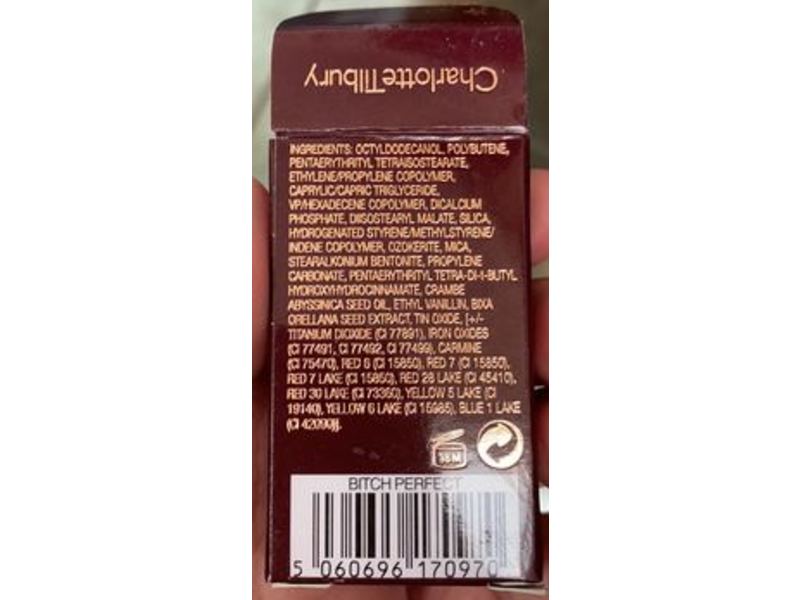 CharlotteTilbury
INGREDIENTS: OCTYLDODECANOL, POLYBUTENE,
PENTAERYTHRITYL TETRAISOSTEARATE,
ETHYLENE/PROPYLENE COPOLYMER,
CAPRYLIC/CAPRIC TRIGLYCERIDE,
VP/HEXADECENE COPOLYMER, DICALCIUM
PHOSPHATE, DIISOSTEARYL MALATE, SILICA,
HYDROGENATED STYRENE/METHYLSTYRENE/
INDENE COPOLYMER, OZOKERITE, MICA,
STEARALKONIUM BENTONITE, PROPYLENE
CARBONATE, PENTAERYTHRITYL TETRA-DI-t-BUTYL
HYDROXYHYDROCINNAMATE, CRAMBE
ABYSSINICA SEED OIL, ETHYL VANILLIN, BIXA
ORELLANA SEED EXTRACT, TIN OXIDE, [+/-
TITANIUM DIOXIDE (CI 77891), IRON OXIDES
(CI 77491, CI 77492, CI 77499), CARMINE
(CI 75470), RED 6 (CI 15850), RED 7 (CI 15850),
RED 7 LAKE (CI 15850), RED 28 LAKE (CI 45410),
RED 30 LAKE (CI 73360), YELLOW 5 LAKE (CI
19140), YELLOW 6 LAKE (CI 15985), BLUE 1 LAKE
(CI 42090)].
BITCH PERFECT
5 060696 170970